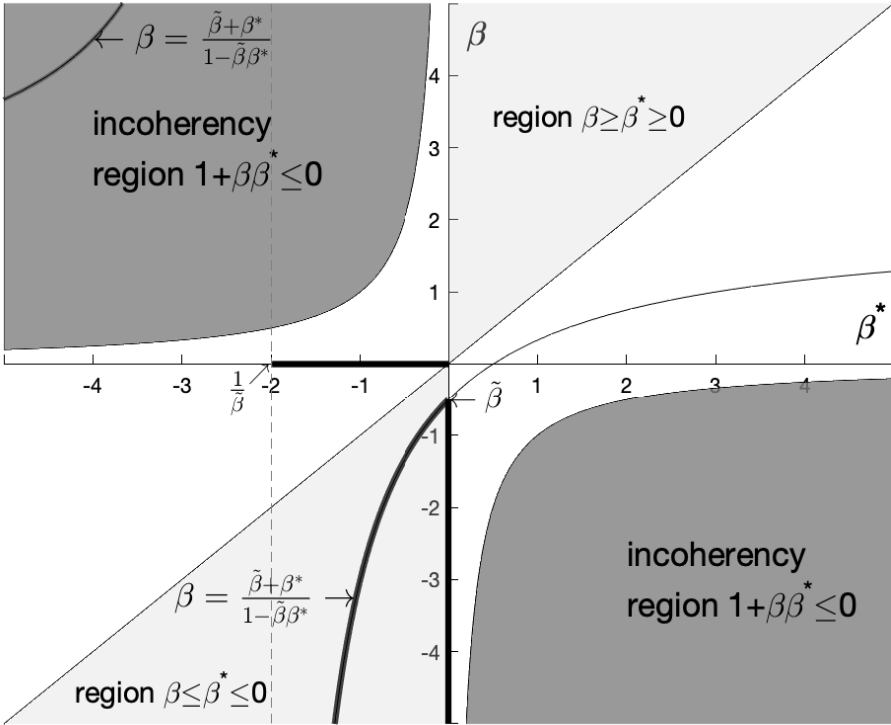 β = (β̃+β*)/(1−β̃β*)
β
4
region β≥β*≥0
incoherency
region 1+ββ*≤0
3
2
1
β*
1/β̃
-4
-3
-2
-1
1
2
3
4
β̃
-1
-2
incoherency
region 1+ββ*≤0
-3
β = (β̃+β*)/(1−β̃β*)
-4
region β≤β*≤0